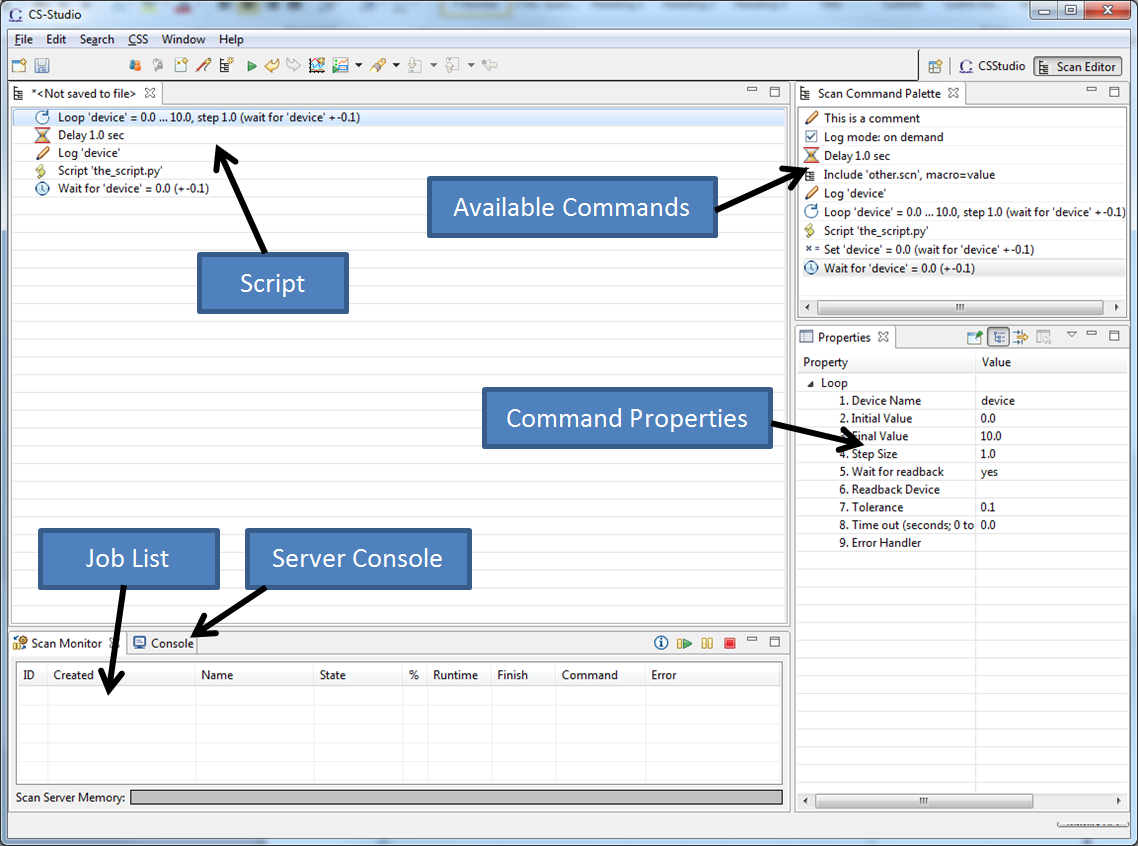 CS-Studio
File Edit Search CSS Window Help
CSStudio Scan Editor
*<Not saved to file>
Loop 'device' = 0.0 ... 10.0, step 1.0 (wait for 'device' +-0.1)
Delay 1.0 sec
Log 'device'
Script 'the_script.py'
Wait for 'device' = 0.0 (+-0.1)
Script
Available Commands
Scan Command Palette
This is a comment
Log mode: on demand
Delay 1.0 sec
Include 'other.scn', macro=value
Log 'device'
Loop 'device' = 0.0 ... 10.0, step 1.0 (wait for 'device' +-0.1)
Script 'the_script.py'
Set 'device' = 0.0 (wait for 'device' +-0.1)
Wait for 'device' = 0.0 (+-0.1)
Properties
Property Value
Loop
1. Device Name device
2. Initial Value 0.0
Final Value 10.0
4. Step Size 1.0
5. Wait for readback yes
6. Readback Device
7. Tolerance 0.1
8. Time out (seconds; 0 to 0.0
9. Error Handler
Command Properties
Job List
Server Console
Scan Monitor Console
ID Created Name State % Runtime Finish Command Error
Scan Server Memory: